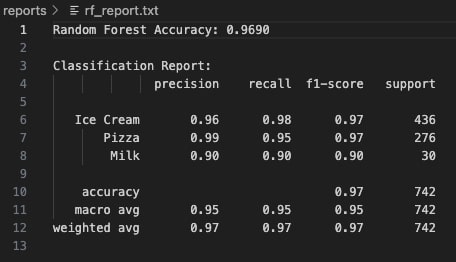 reports > rf_report.txt
1 Random Forest Accuracy: 0.9690
2
3 Classification Report:
4 precision recall f1-score support
5
6 Ice Cream 0.96 0.98 0.97 436
7 Pizza 0.99 0.95 0.97 276
8 Milk 0.90 0.90 0.90 30
9
10 accuracy 0.97 742
11 macro avg 0.95 0.95 0.95 742
12 weighted avg 0.97 0.97 0.97 742
13